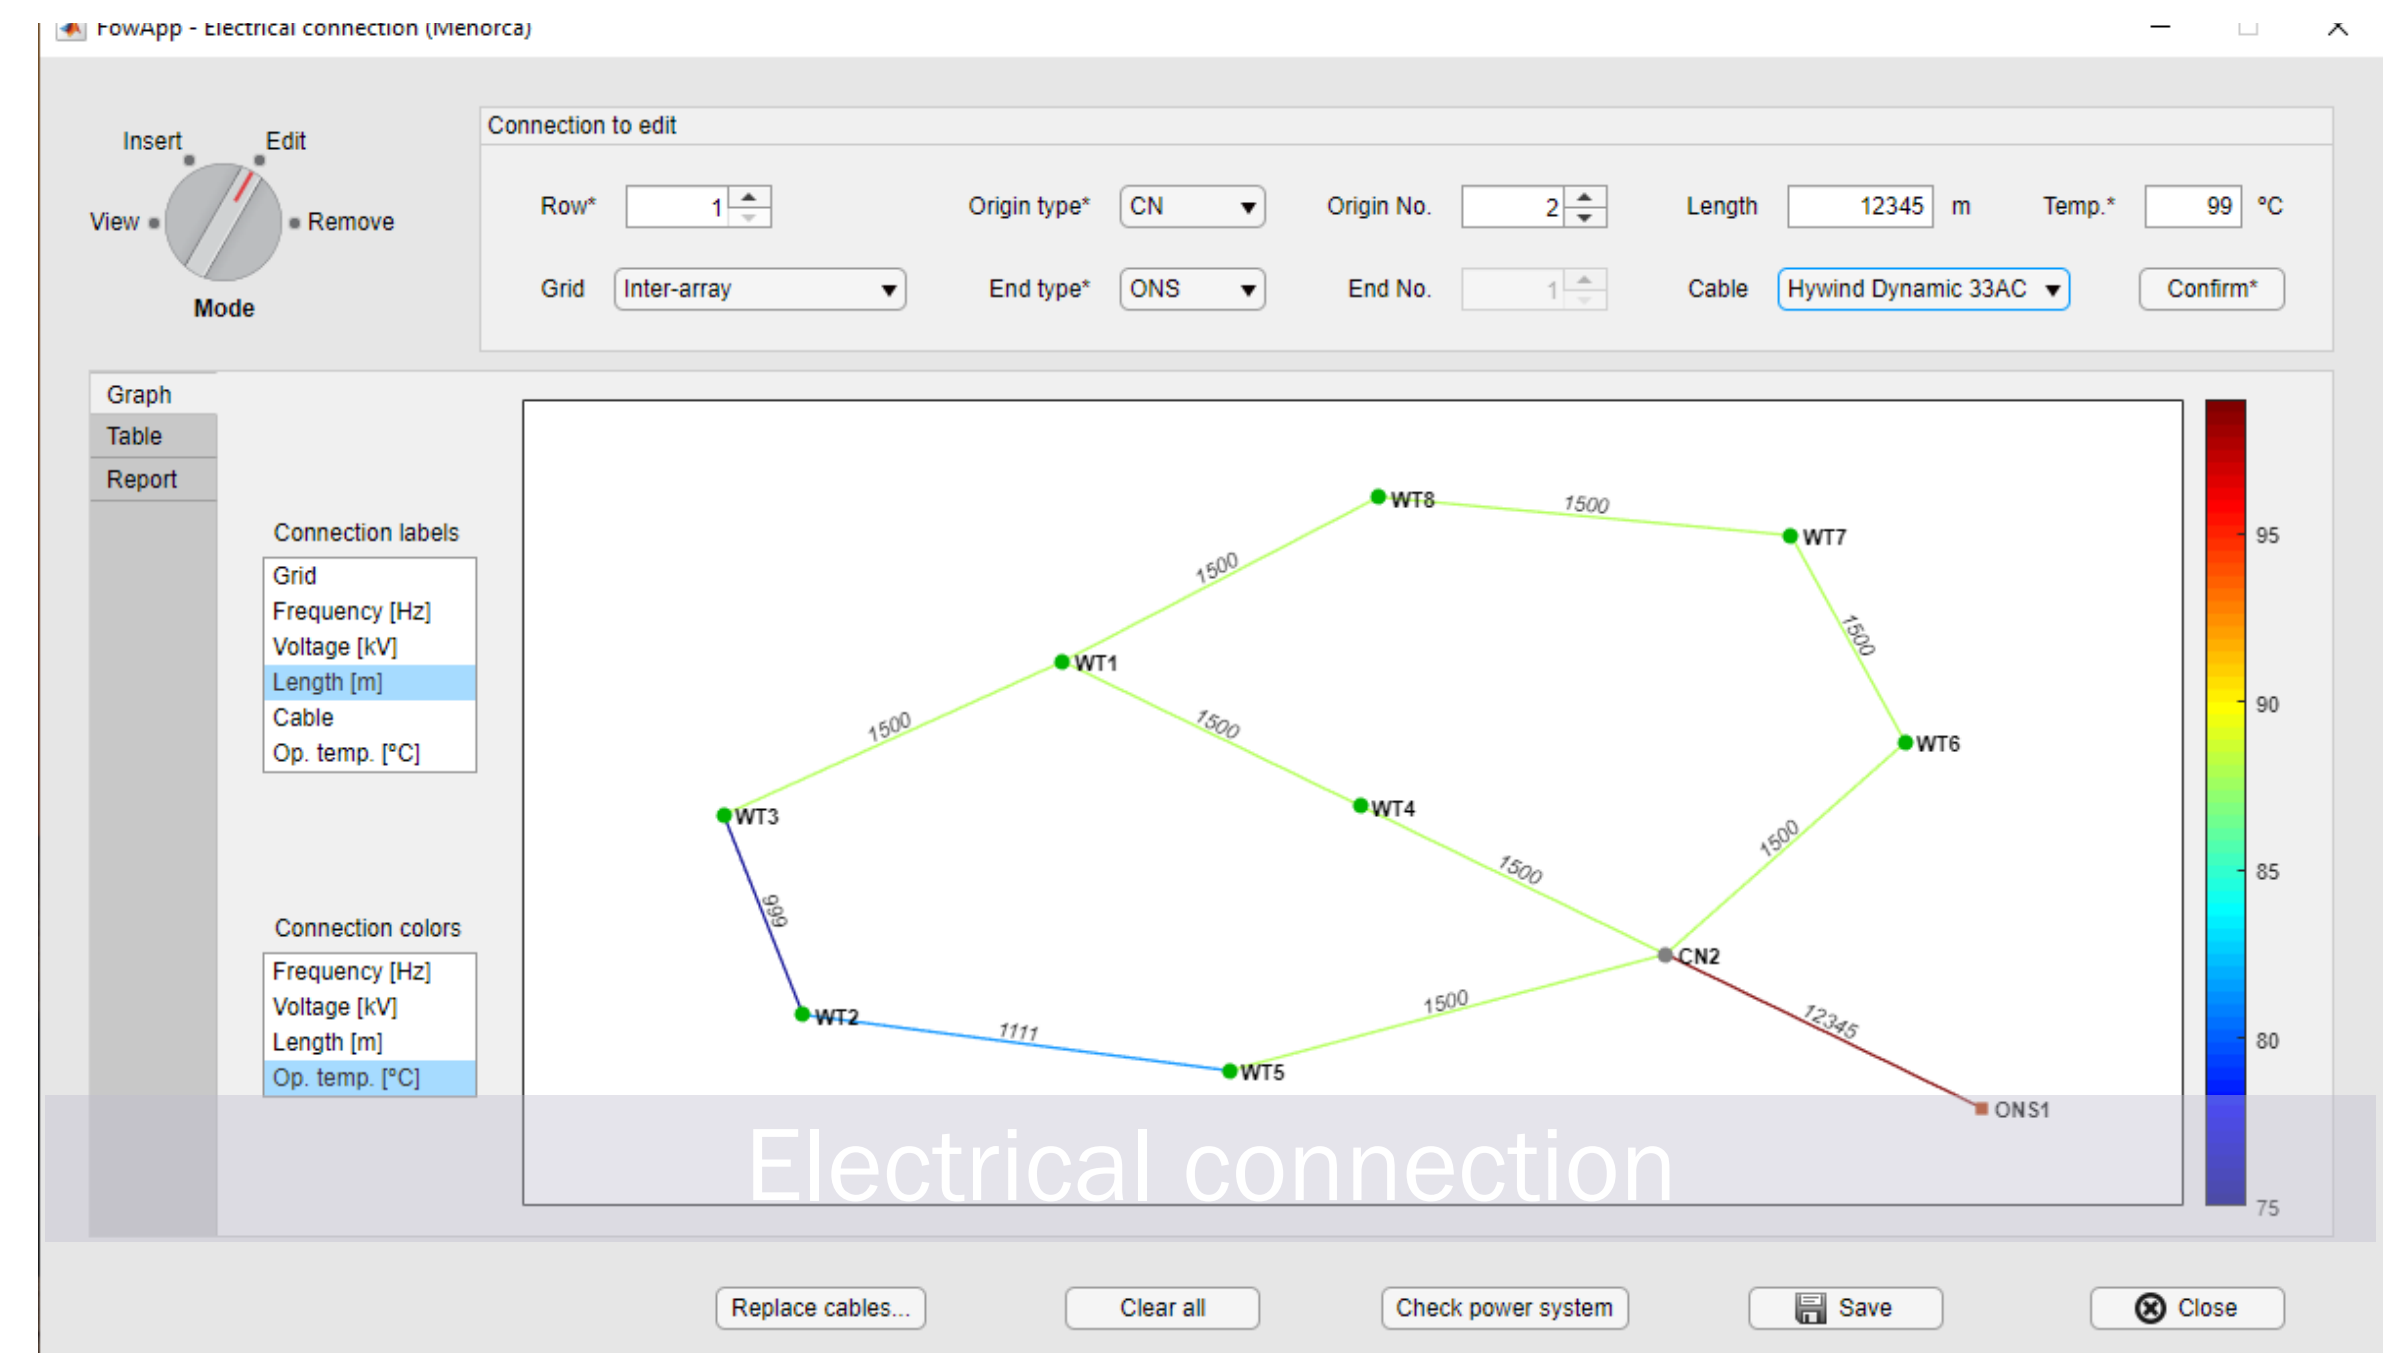 FowApp - Electrical connection (Menorca)
Insert
Edit
View
Remove
Mode
Connection to edit
Row* 1
Origin type* CN
Origin No. 2
Length 12345 m
Temp.* 99 ºC
Grid Inter-array
End type* ONS
End No. 1
Cable Hywind Dynamic 33AC
Confirm*
Graph
Table
Report
Connection labels
Grid
Frequency [Hz]
Voltage [kV]
Length [m]
Cable
Op. temp. [ºC]
Connection colors
Frequency [Hz]
Voltage [kV]
Length [m]
Op. temp. [ºC]
WT8
1500
WT7
1500
1500
WT1
1500
1500
WT6
WT3
WT4
1500
1500
999
CN2
WT2
1111
1500
12345
WT5
ONS1
95
90
85
80
75
Electrical connection
Replace cables...
Clear all
Check power system
Save
Close